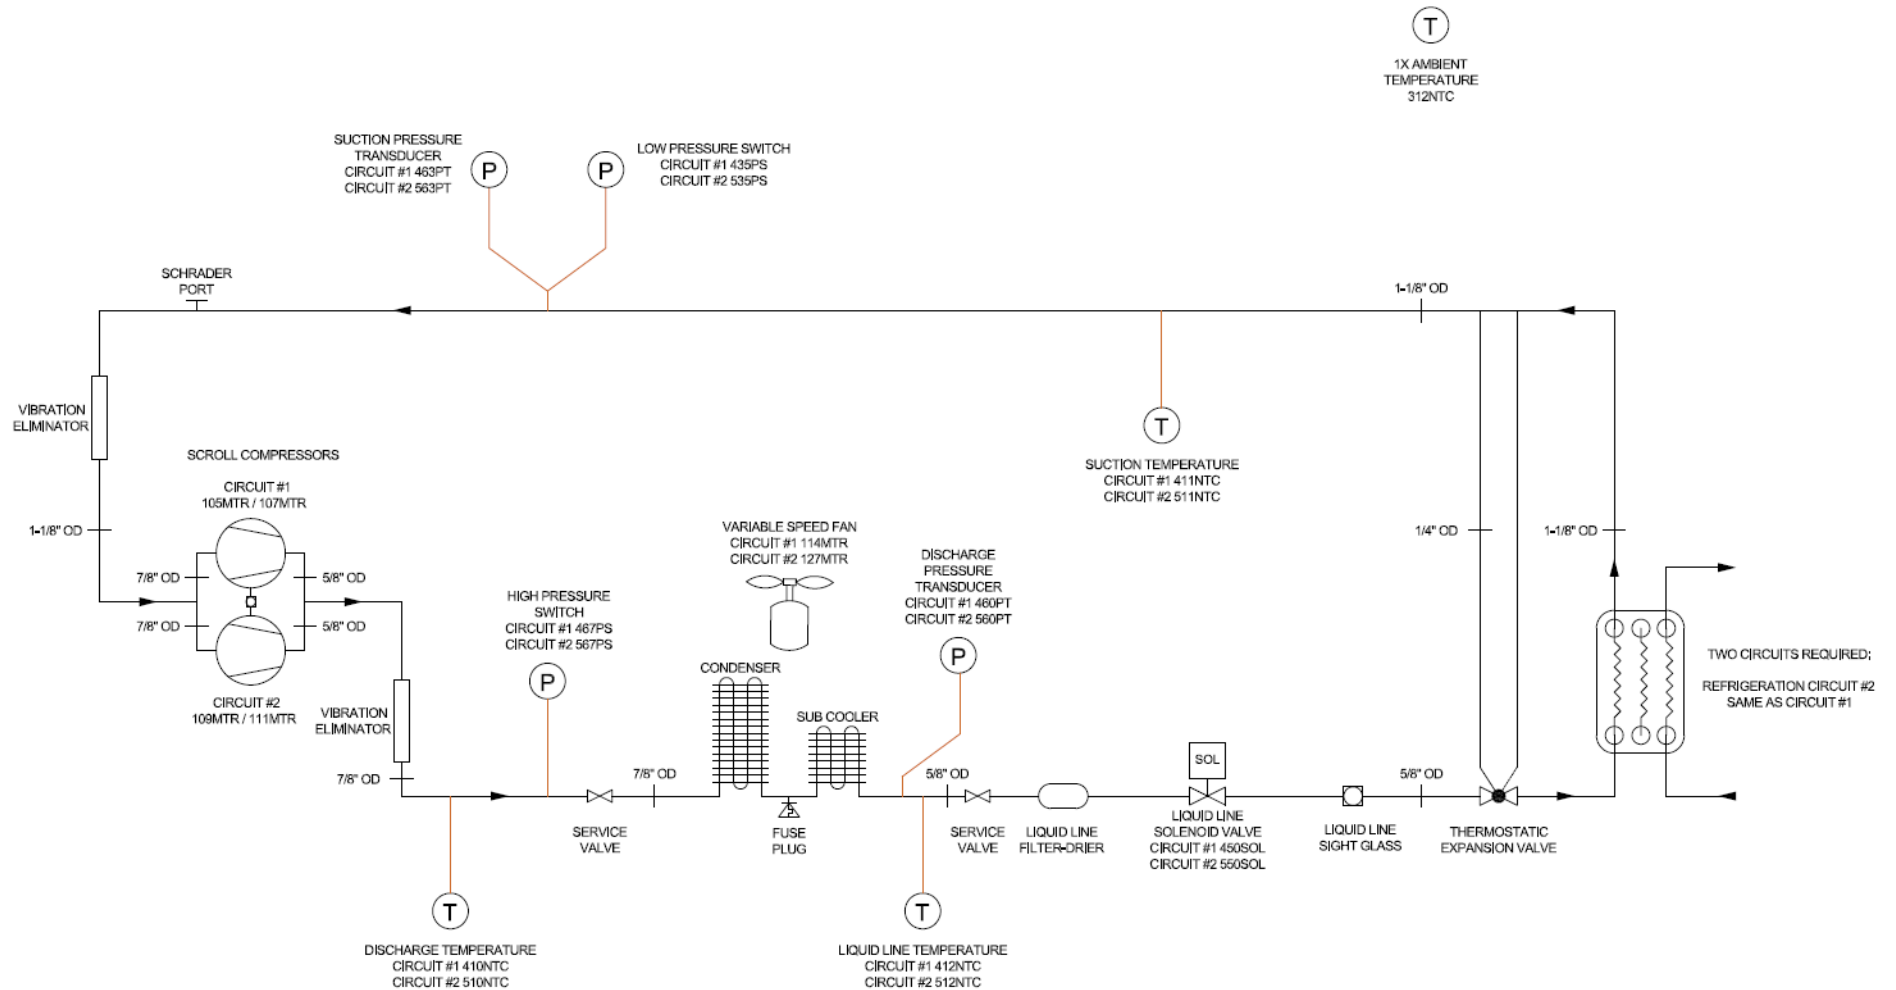 T
1X AMBIENT
TEMPERATURE
312NTC
SUCTION PRESSURE
TRANSDUCER
CIRCUIT #1 463PT
CIRCUIT #2 563PT
P
P
LOW PRESSURE SWITCH
CIRCUIT #1 435PS
CIRCUIT #2 535PS
SCHRADER
PORT
1-1/8" OD
VIBRATION
ELIMINATOR
SCROLL COMPRESSORS
CIRCUIT #1
105MTR / 107MTR
1-1/8" OD
7/8" OD
5/8" OD
7/8" OD
5/8" OD
CIRCUIT #2
109MTR / 111MTR
VIBRATION
ELIMINATOR
7/8" OD
T
SUCTION TEMPERATURE
CIRCUIT #1 411NTC
CIRCUIT #2 511NTC
VARIABLE SPEED FAN
CIRCUIT #1 114MTR
CIRCUIT #2 127MTR
HIGH PRESSURE
SWITCH
CIRCUIT #1 467PS
CIRCUIT #2 567PS
P
DISCHARGE
PRESSURE
TRANSDUCER
CIRCUIT #1 460PT
CIRCUIT #2 560PT
P
1/4" OD
1-1/8" OD
TWO CIRCUITS REQUIRED;
REFRIGERATION CIRCUIT #2
SAME AS CIRCUIT #1
CONDENSER
SUB COOLER
7/8" OD
5/8" OD
SOL
5/8" OD
SERVICE
VALVE
FUSE
PLUG
SERVICE
VALVE
LIQUID LINE
FILTER-DRIER
LIQUID LINE
SOLENOID VALVE
CIRCUIT #1 450SOL
CIRCUIT #2 550SOL
LIQUID LINE
SIGHT GLASS
THERMOSTATIC
EXPANSION VALVE
T
DISCHARGE TEMPERATURE
CIRCUIT #1 410NTC
CIRCUIT #2 510NTC
T
LIQUID LINE TEMPERATURE
CIRCUIT #1 412NTC
CIRCUIT #2 512NTC